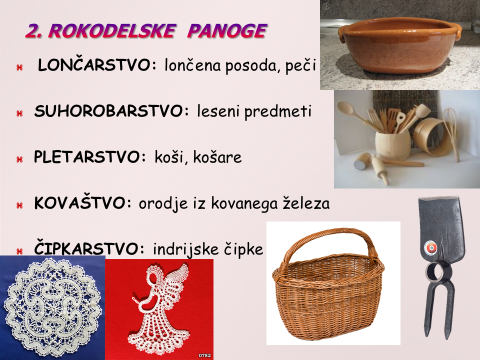 2. ROKODELSKE PANOGE
LONČARSTVO: lončena posoda, peči
SUHOROBARSTVO: leseni predmeti
PLETARSTVO: koši, košare
KOVAŠTVO: orodje iz kovanega železa
ČIPKARSTVO: indrijske čipke